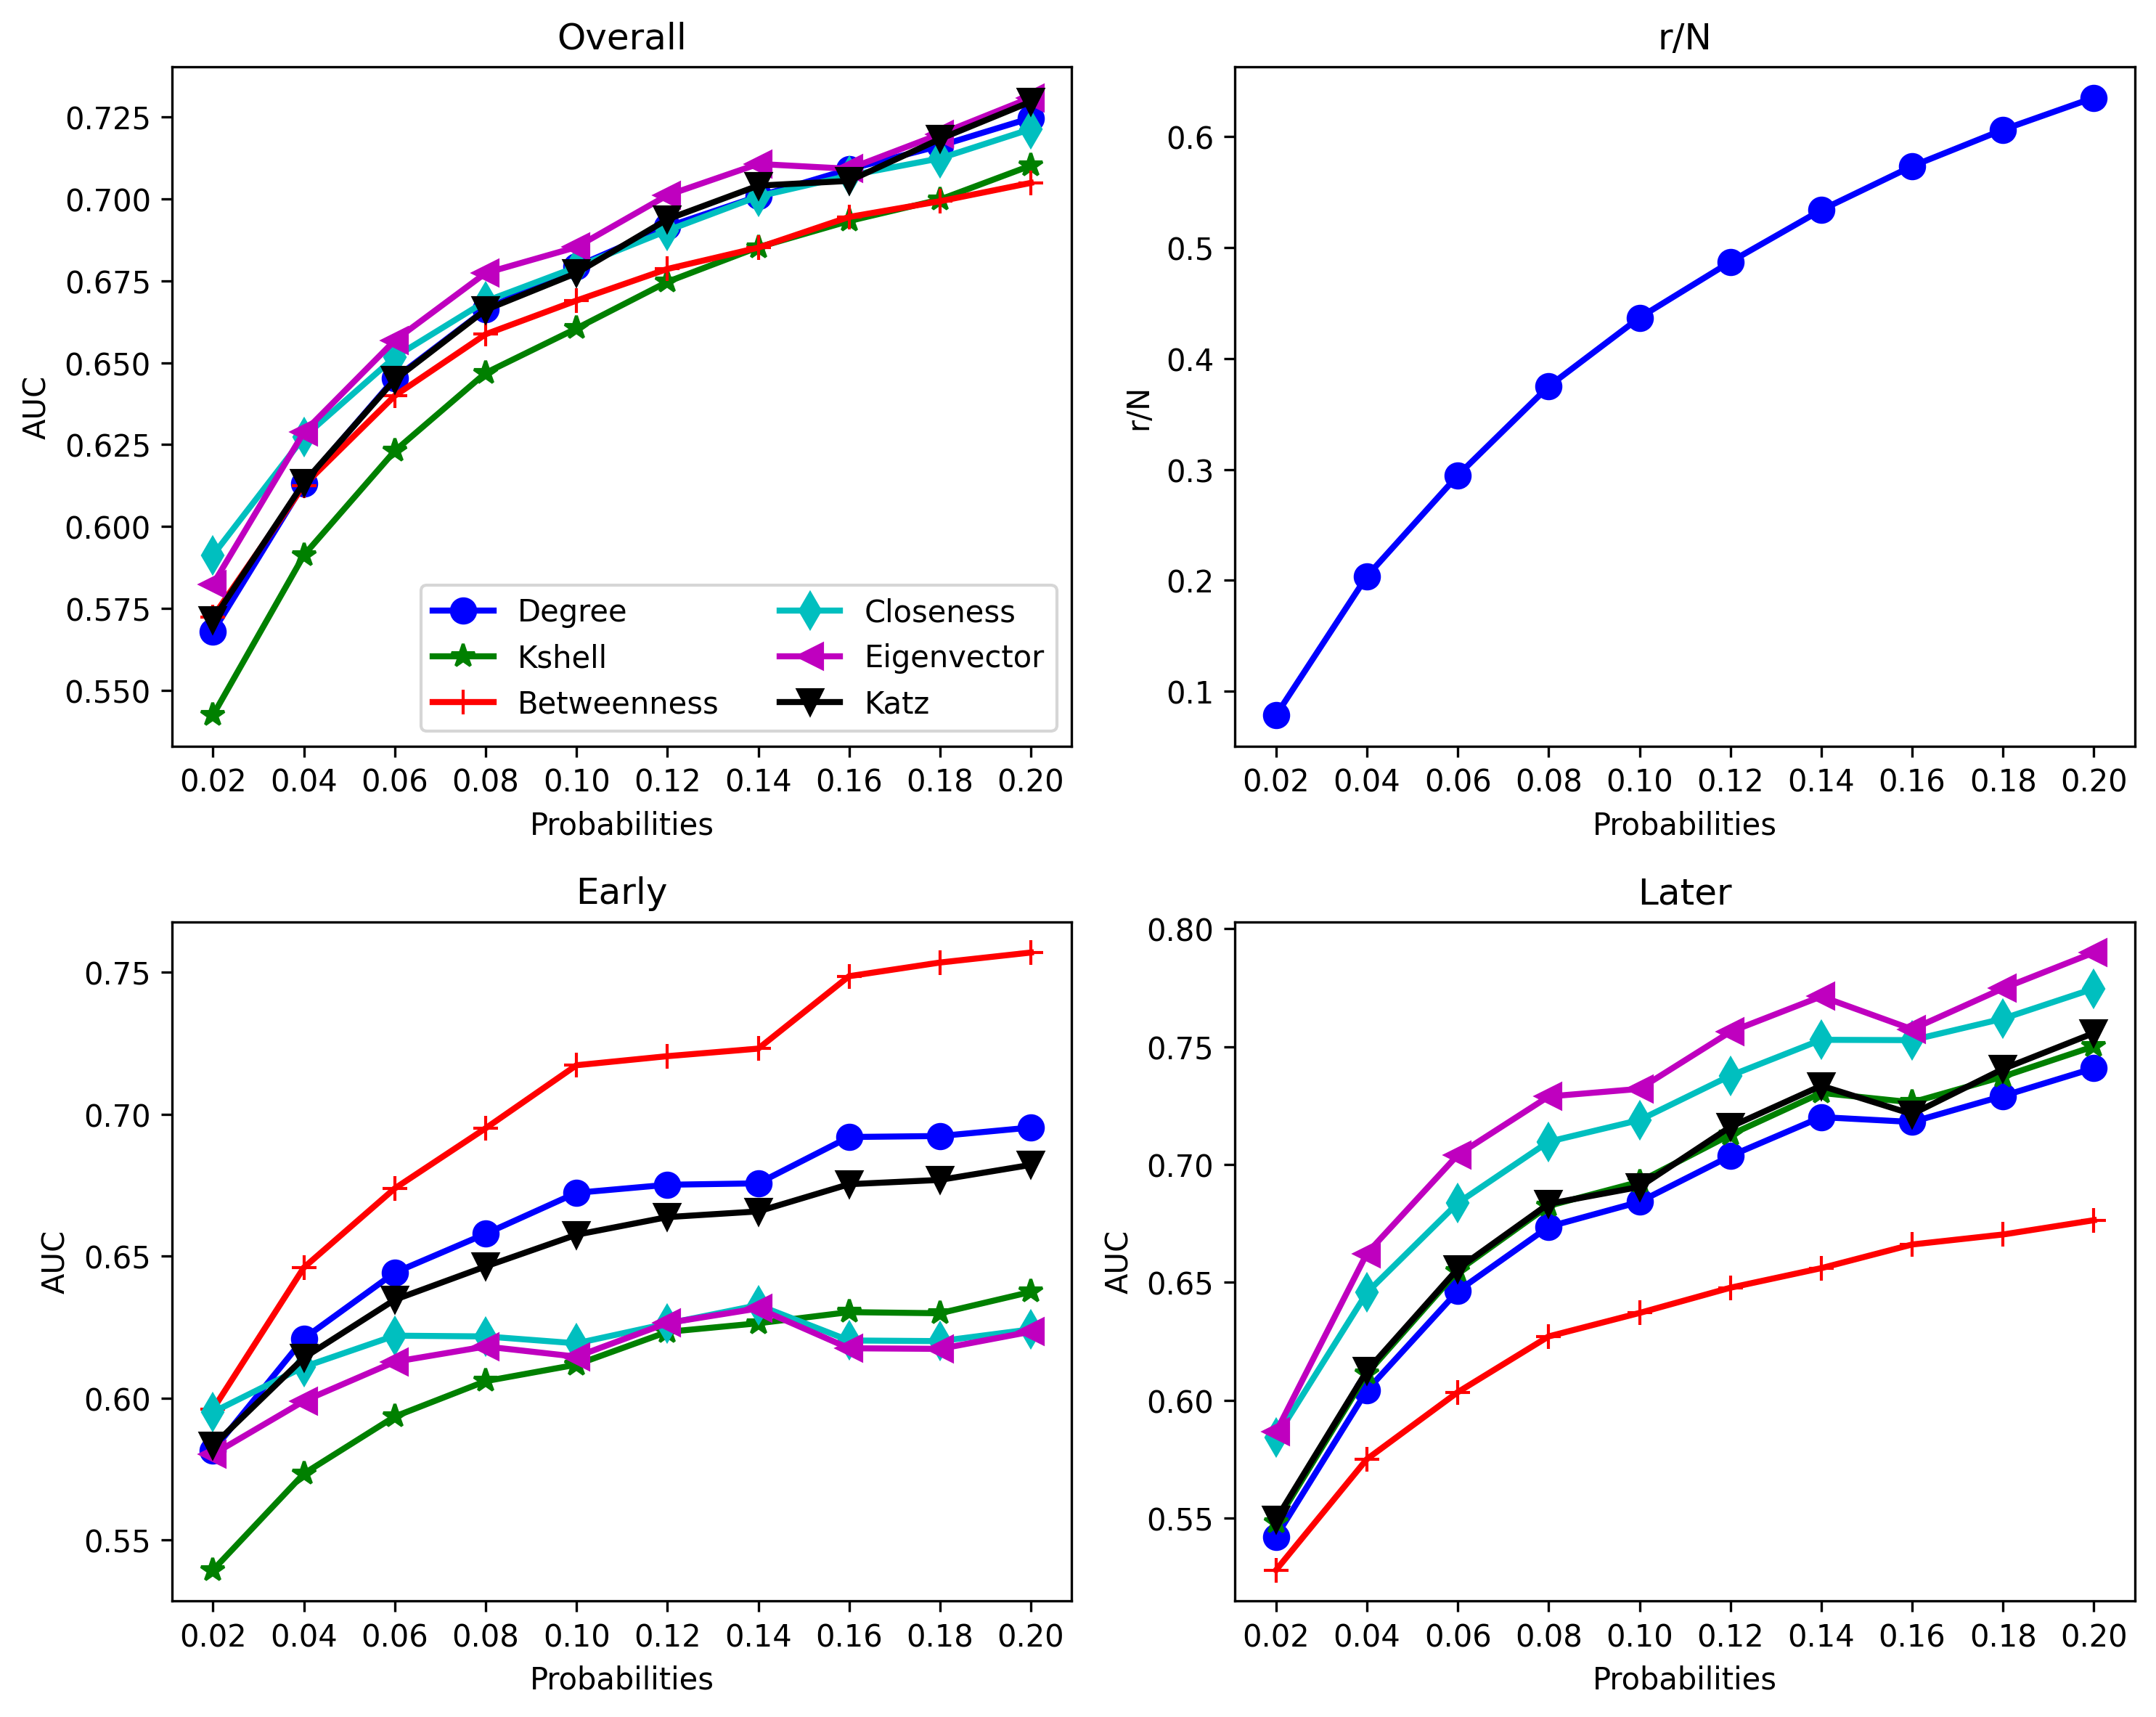 Overall
AUC
0.725
0.700
0.675
0.650
0.625
0.600
0.575
0.550
Degree
Kshell
Betweenness
Closeness
Eigenvector
Katz
0.02 0.04 0.06 0.08 0.10 0.12 0.14 0.16 0.18 0.20
Probabilities
r/N
r/N
0.6
0.5
0.4
0.3
0.2
0.1
0.02 0.04 0.06 0.08 0.10 0.12 0.14 0.16 0.18 0.20
Probabilities
Early
AUC
0.75
0.70
0.65
0.60
0.55
0.02 0.04 0.06 0.08 0.10 0.12 0.14 0.16 0.18 0.20
Probabilities
Later
AUC
0.80
0.75
0.70
0.65
0.60
0.55
0.02 0.04 0.06 0.08 0.10 0.12 0.14 0.16 0.18 0.20
Probabilities